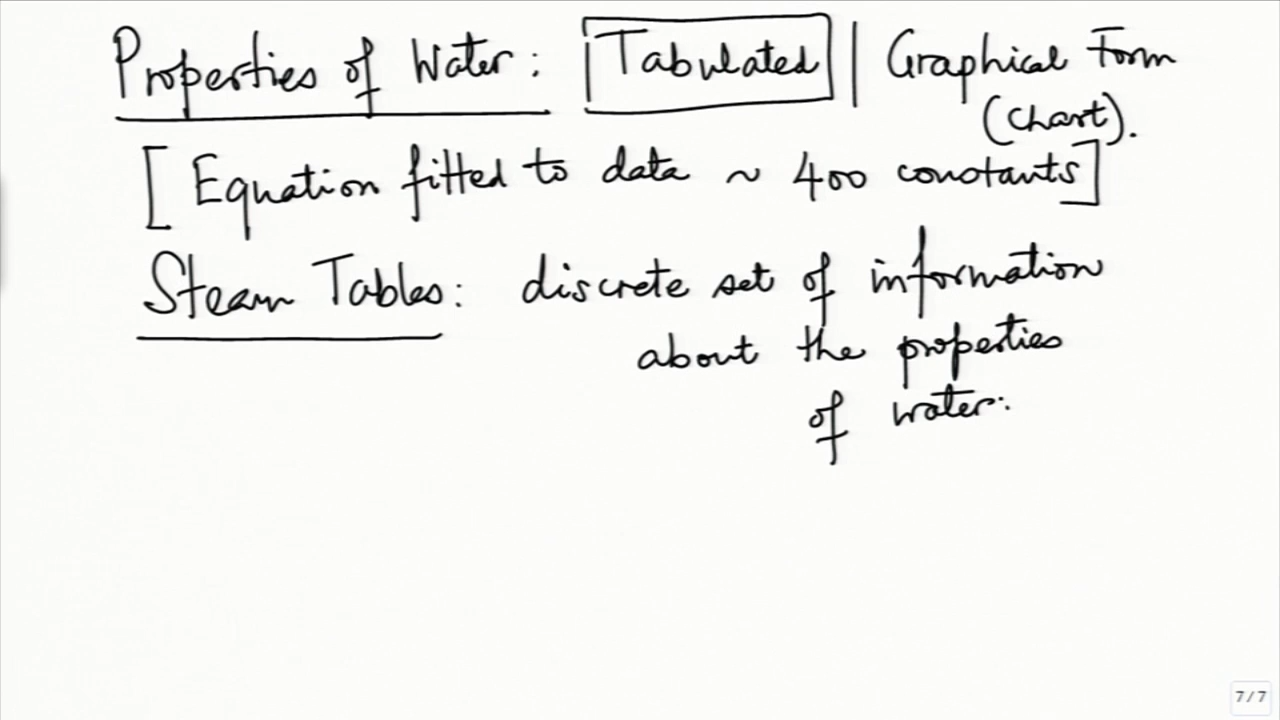 Properties of Water: Tabulated | Graphical Form
(Chart).
[Equation fitted to data ~ 400 constants]
Steam Tables: discrete set of information
about the properties
of water.
7/7